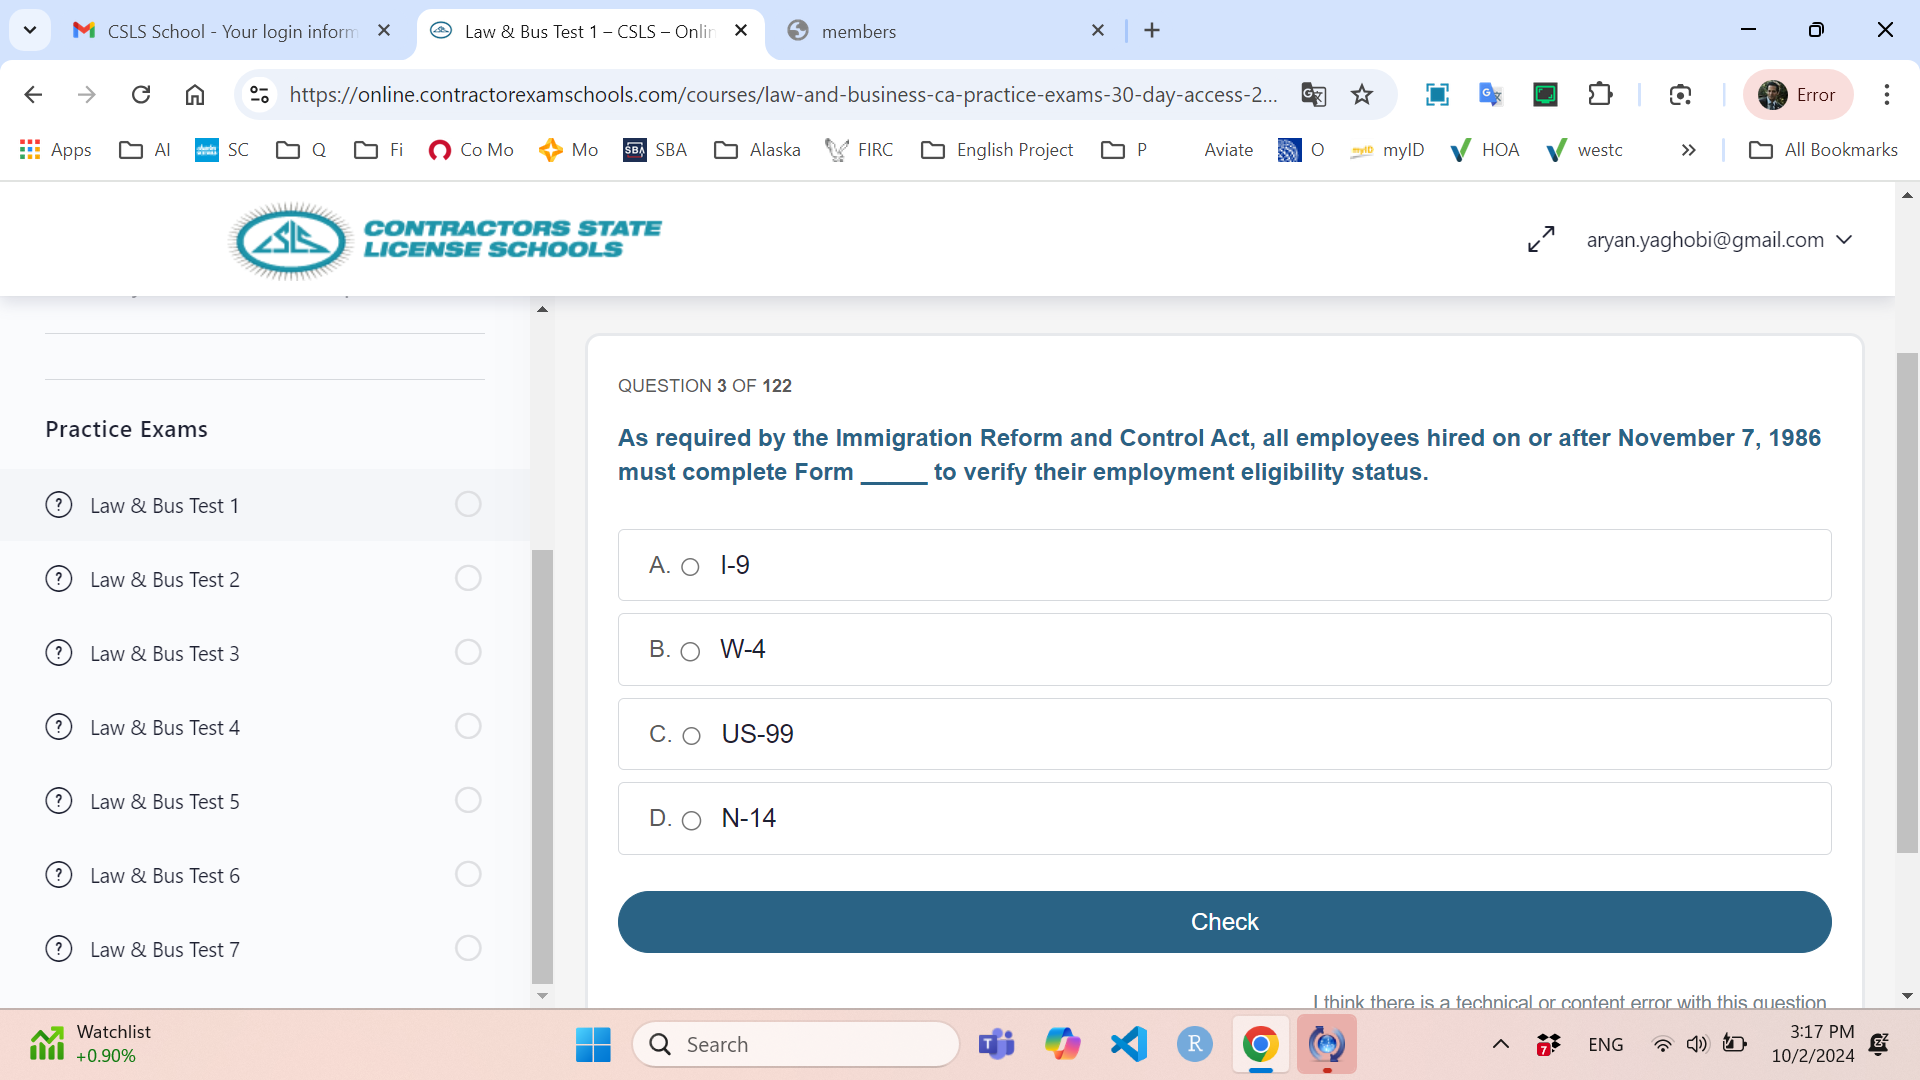 CSLS School - Your login inform
Law & Bus Test 1 – CSLS – Onlin
members
https://online.contractorexamschools.com/courses/law-and-business-ca-practice-exams-30-day-access-2...
Error
Apps
AI
SC
Q
Fi
Co Mo
Mo
SBA
SBA
Alaska
FIRC
English Project
P
Aviate
O
myID
myID
HOA
westc
All Bookmarks
CSLS
CONTRACTORS STATE
LICENSE SCHOOLS
aryan.yaghobi@gmail.com
Practice Exams
Law & Bus Test 1
Law & Bus Test 2
Law & Bus Test 3
Law & Bus Test 4
Law & Bus Test 5
Law & Bus Test 6
Law & Bus Test 7
QUESTION 3 OF 122
As required by the Immigration Reform and Control Act, all employees hired on or after November 7, 1986
must complete Form _____ to verify their employment eligibility status.
A. I-9
B. W-4
C. US-99
D. N-14
Check
I think there is a technical or content error with this question
Watchlist
+0.90%
Search
R
7
ENG
3:17 PM
10/2/2024